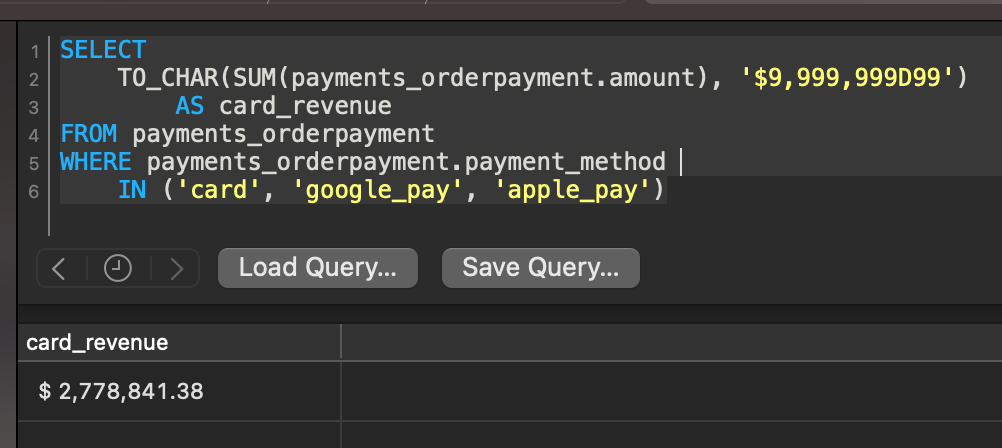 1 SELECT
2 TO_CHAR(SUM(payments_orderpayment.amount), '$9,999,999D99')
3 AS card_revenue
4 FROM payments_orderpayment
5 WHERE payments_orderpayment.payment_method
6 IN ('card', 'google_pay', 'apple_pay')
Load Query... Save Query...
card_revenue
$ 2,778,841.38